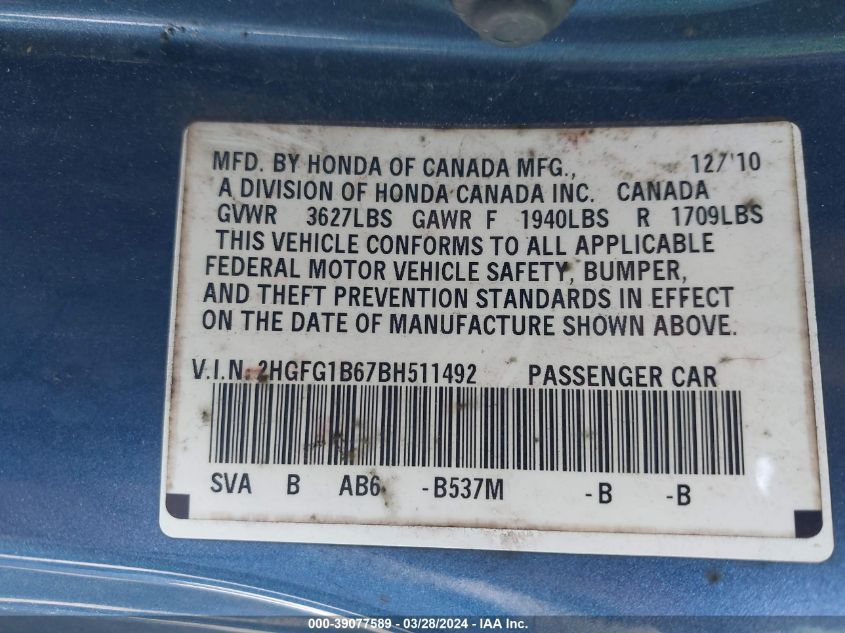 MFD. BY HONDA OF CANADA MFG., 12/'10
A DIVISION OF HONDA CANADA INC. CANADA
GVWR 3627LBS GAWR F 1940LBS R 1709LBS
THIS VEHICLE CONFORMS TO ALL APPLICABLE
FEDERAL MOTOR VEHICLE SAFETY, BUMPER,
AND THEFT PREVENTION STANDARDS IN EFFECT
ON THE DATE OF MANUFACTURE SHOWN ABOVE.
V.I.N. 2HGFG1B67BH511492 PASSENGER CAR
SVA B AB6 -B537M -B -B
000-39077589 / 03/28/2024 - IAA Inc.